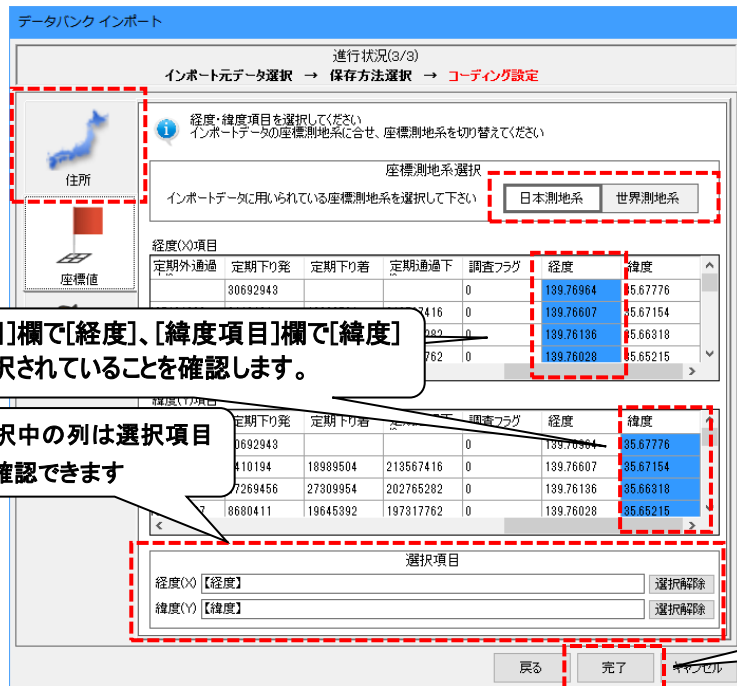 データバンク インポート
進行状況(3/3)
インポート元データ選択 → 保存方法選択 → コーディング設定
住所
座標値
経度・緯度項目を選択してください
インポートデータの座標測地系に合せ、座標測地系を切り替えてください
座標測地系選択
インポートデータに用いられている座標測地系を選択して下さい
日本測地系 世界測地系
経度(X)項目
定期外通過 定期下り発 定期下り着 定期通過下 調査フラグ 経度 緯度
30692943 0 139.76964 35.67776
7416 0 139.76607 35.67154
282 0 139.76136 35.66318
762 0 139.76028 35.65215
]欄で[経度]、[緯度項目]欄で[緯度]
択されていることを確認します。
緯度(Y)項目
定期下り発 定期下り着 調査フラグ 経度 緯度
0692943 0 139.76964 35.67776
410194 18989504 213567416 0 139.76607 35.67154
7269456 27309954 202765282 0 139.76136 35.66318
7 8680411 19645392 197317762 0 139.76028 35.65215
択中の列は選択項目
確認できます
選択項目
経度(X) 【経度】 選択解除
緯度(Y) 【緯度】 選択解除
戻る 完了 キャンセル